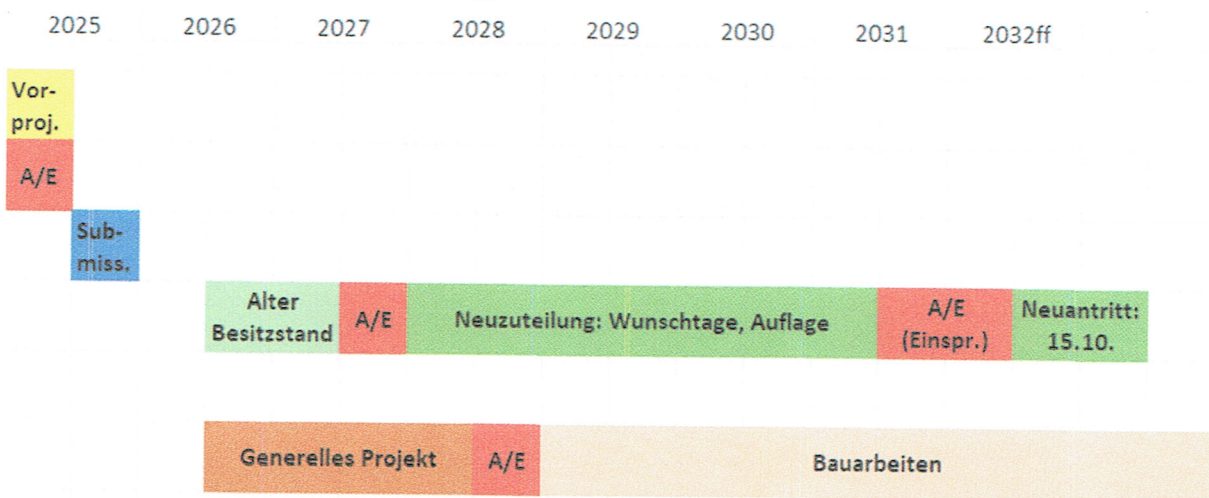 2025 2026 2027 2028 2029 2030 2031 2032ff
Vor-
proj.
A/E
Sub-
miss.
Alter
Besitzstand
A/E
Neuzuteilung: Wunschtage, Auflage
A/E
(Einspr.)
Neuantritt:
15.10.
Generelles Projekt
A/E
Bauarbeiten